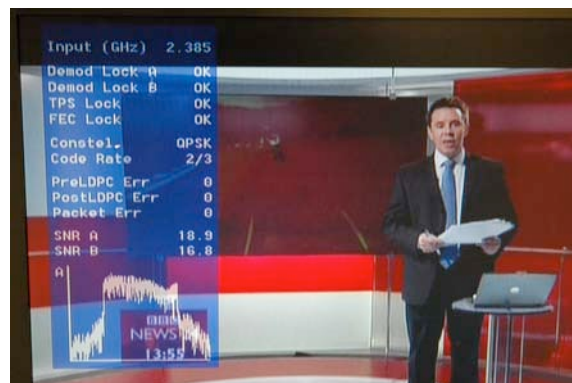 Input (GHz) 2.385
Demod Lock A OK
Demod Lock B OK
TPS Lock OK
FEC Lock OK
Constel. QPSK
Code Rate 2/3
PreLDPC Err 0
PostLDPC Err 0
Packet Err 0
SNR A 18.9
SNR B 16.8
A
BBC
NEWS
13:55